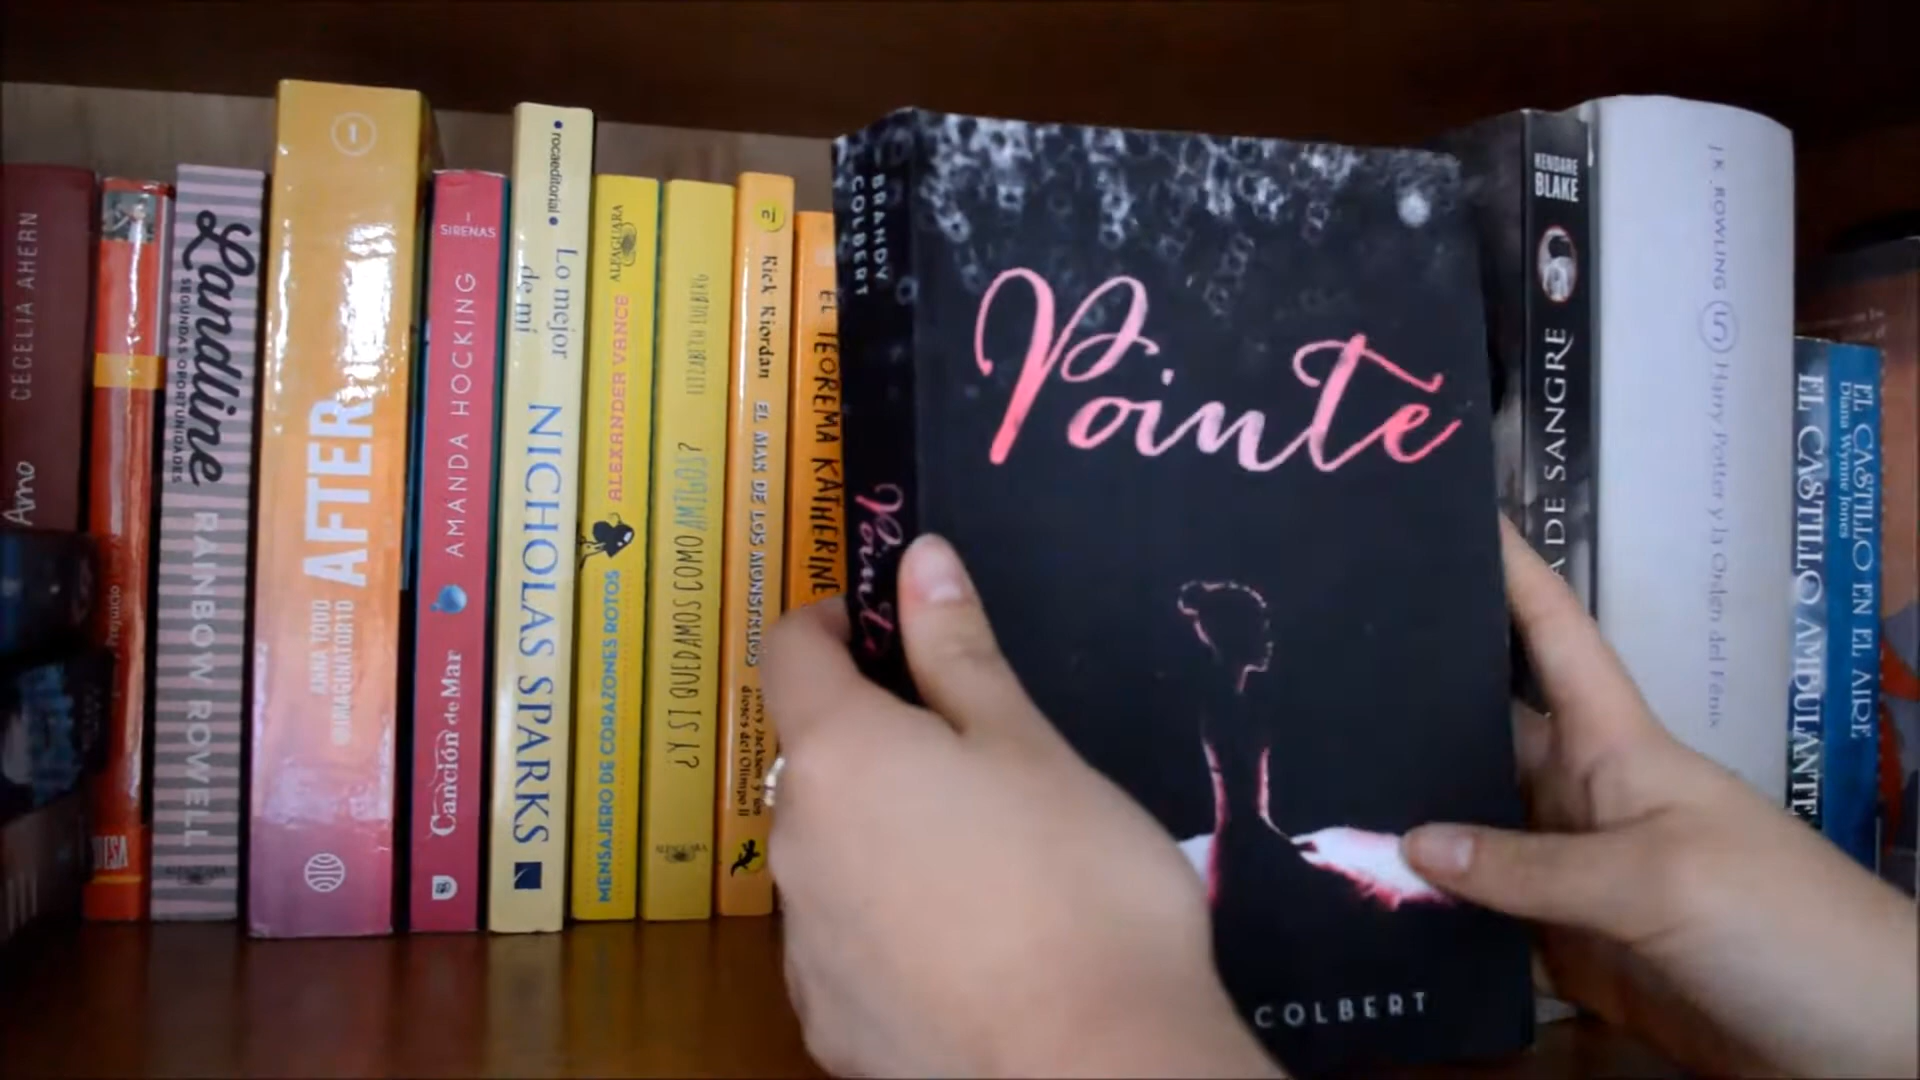 CECELIA AHERN
Amo
Landline
SEGUNDAS OPORTUNIDADES
RAINBOW ROWELL
ALFAGUARA
1
AFTER
ANNA TODD
SIRENAS
AMANDA HOCKING
Canción de Mar
rocaeditorial
Lo mejor
de mí
NICHOLAS SPARKS
ALFAGUARA
ALEXANDER VANCE
MENSAJERO DE CORAZONES ROTOS
¿Y SI QUEDAMOS COMO AMIGOS?
ALFAGUARA
Rick Riordan
EL MAR DE LOS MONSTRUOS
dioses del Olimpo II
EL TEOREMA KATHERINE
BRANDY
COLBERT
Pointe
Pointe
COLBERT
KENDARE
BLAKE
DE SANGRE
J.K. ROWLING
5
Harry Potter y la Orden del Fénix
EL CASTILLO AMBULANTE
EL CASTILLO EN EL AIRE
Diana Wynne Jones